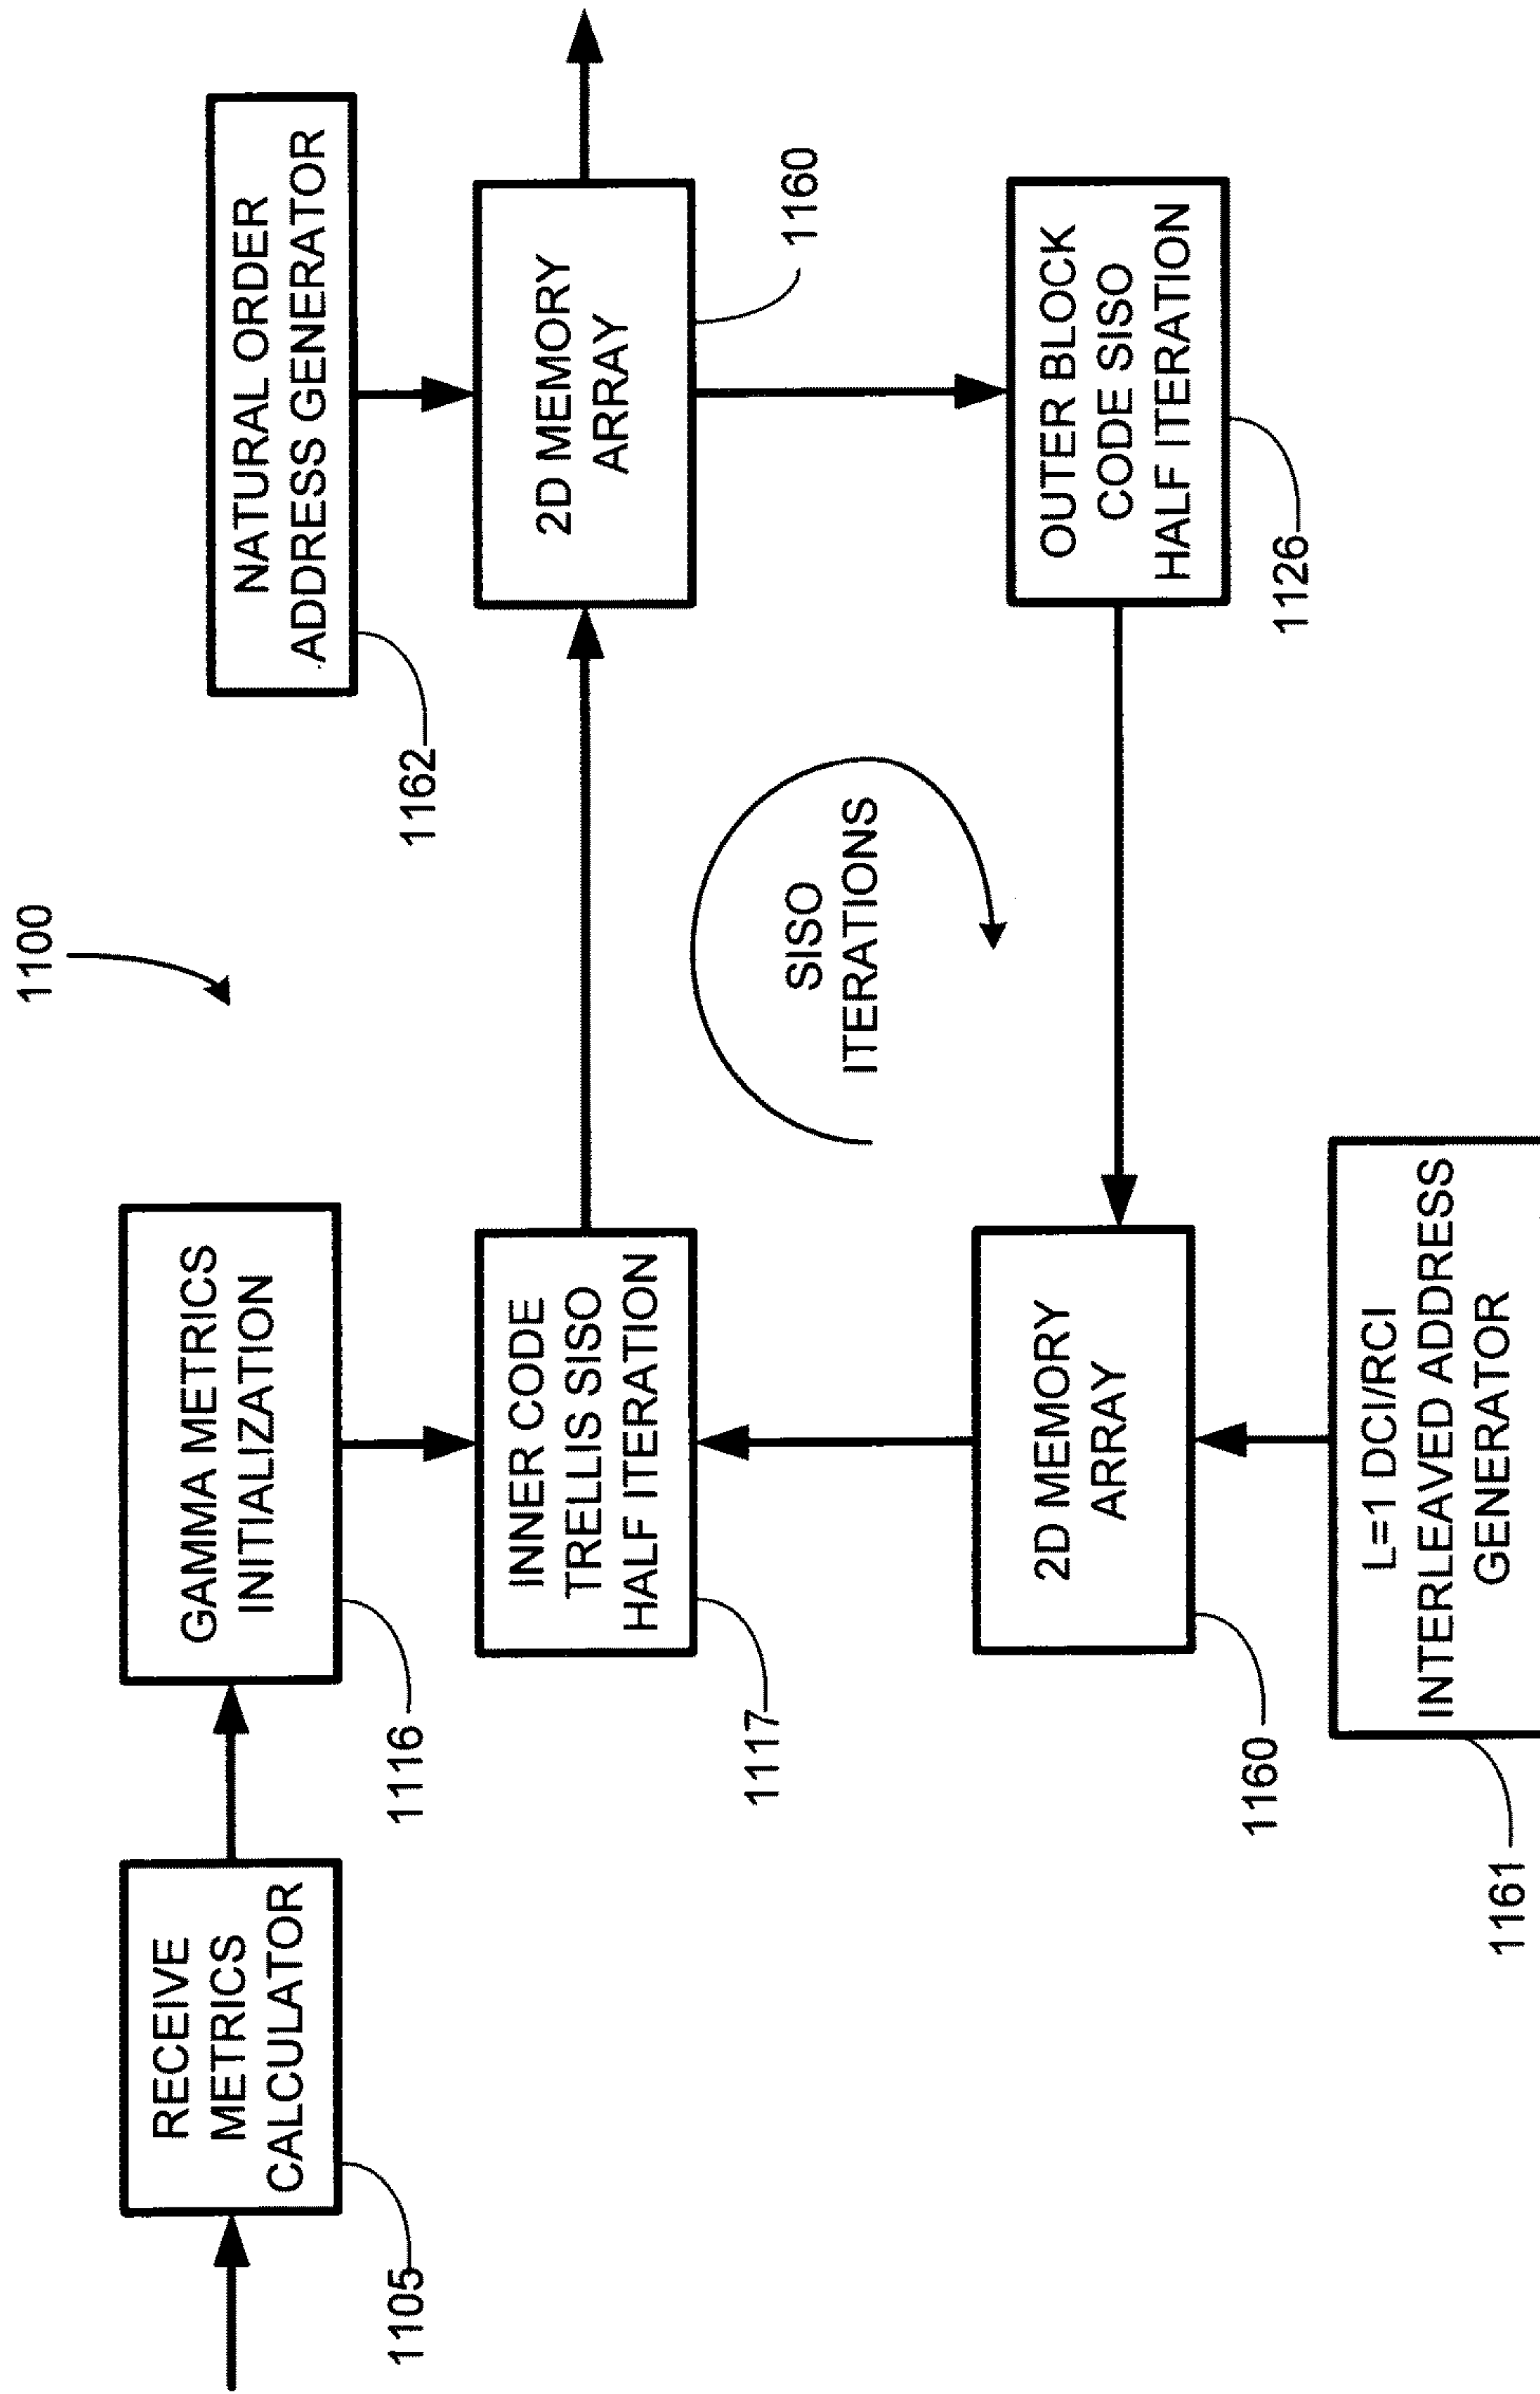 1100
RECEIVE
METRICS
CALCULATOR
1105
GAMMA METRICS
INITIALIZATION
1116
NATURAL ORDER
ADDRESS GENERATOR
1162
INNER CODE
TRELLIS SISO
HALF ITERATION
1117
2D MEMORY
ARRAY
1160
SISO
ITERATIONS
2D MEMORY
ARRAY
1160
OUTER BLOCK
CODE SISO
HALF ITERATION
1126
L=1 DCI/RCI
INTERLEAVED ADDRESS
GENERATOR
1161